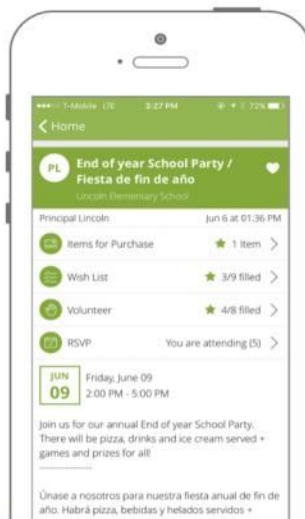 T-Mobile LTE 3:27 PM 72%
Home
PL
End of year School Party /
Fiesta de fin de año
Lincoln Elementary School
Principal Lincoln Jun 6 at 01:36 PM
Items for Purchase 1 Item
Wish List 3/9 filled
Volunteer 4/8 filled
RSVP You are attending (5)
JUN
09
Friday, June 09
2:00 PM - 5:00 PM
Join us for our annual End of year School Party.
There will be pizza, drinks and ice cream served +
games and prizes for all!
----------------
Únase a nosotros para nuestra fiesta anual de fin de
año. Habrá pizza, bebidas y helados servidos +